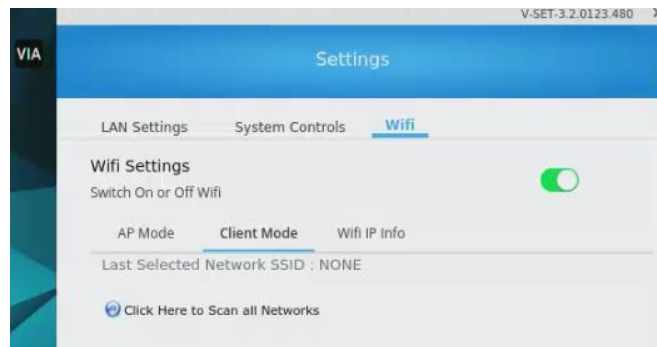 V-SET-3.2.0123.480
VIA
Settings
LAN Settings System Controls Wifi
Wifi Settings
Switch On or Off Wifi
AP Mode Client Mode Wifi IP Info
Last Selected Network SSID : NONE
Click Here to Scan all Networks